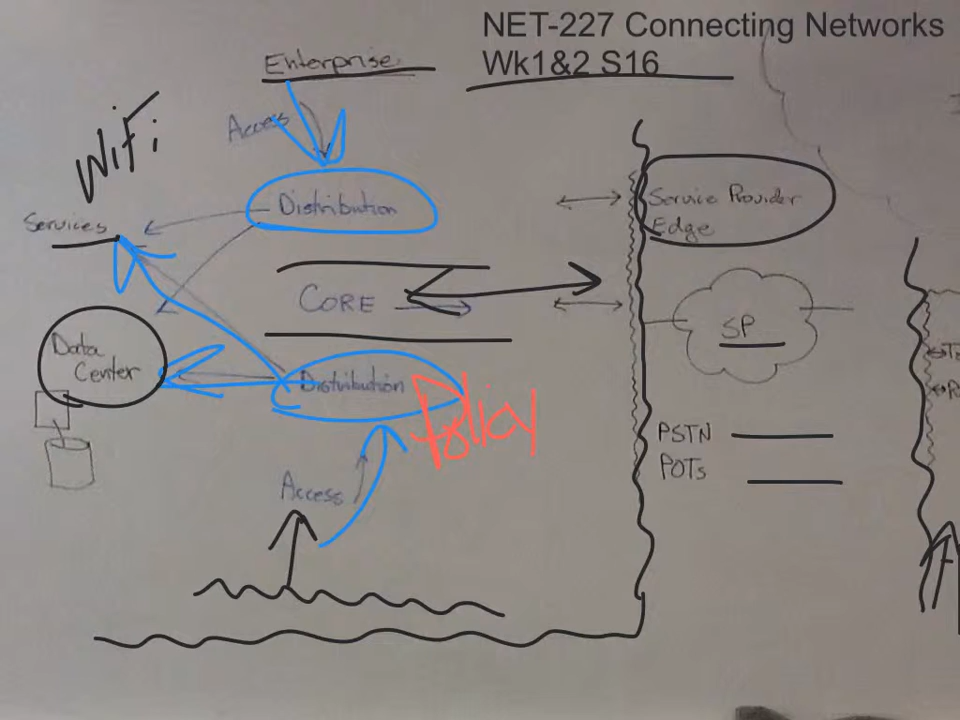 NET-227 Connecting Networks
Wk1&2 S16
Enterprise
Access
WiFi
Services
Distribution
Service Provider
Edge
CORE
SP
Data
Center
Distribution
Policy
PSTN
POTs
Access